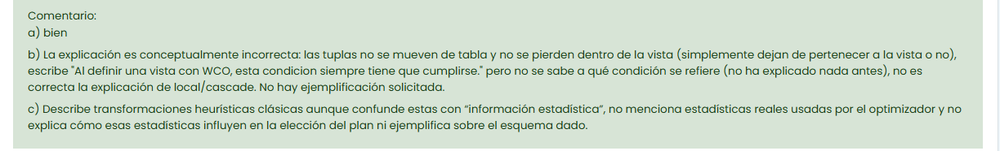 Comentario:
a) bien
b) La explicación es conceptualmente incorrecta: las tuplas no se mueven de tabla y no se pierden dentro de la vista (simplemente dejan de pertenecer a la vista o no),
escribe "Al definir una vista con WCO, esta condicion siempre tiene que cumplirse." pero no se sabe a qué condición se refiere (no ha explicado nada antes), no es
correcta la explicación de local/cascade. No hay ejemplificación solicitada.
c) Describe transformaciones heurísticas clásicas aunque confunde estas con “información estadística”, no menciona estadísticas reales usadas por el optimizador y no
explica cómo esas estadísticas influyen en la elección del plan ni ejemplifica sobre el esquema dado.